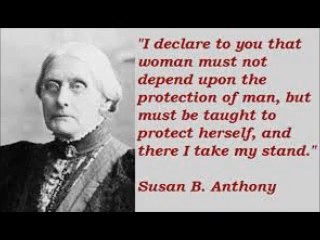 "I declare to you that
woman must not
depend upon the
protection of man, but
must be taught to
protect herself, and
there I take my stand."
Susan B. Anthony